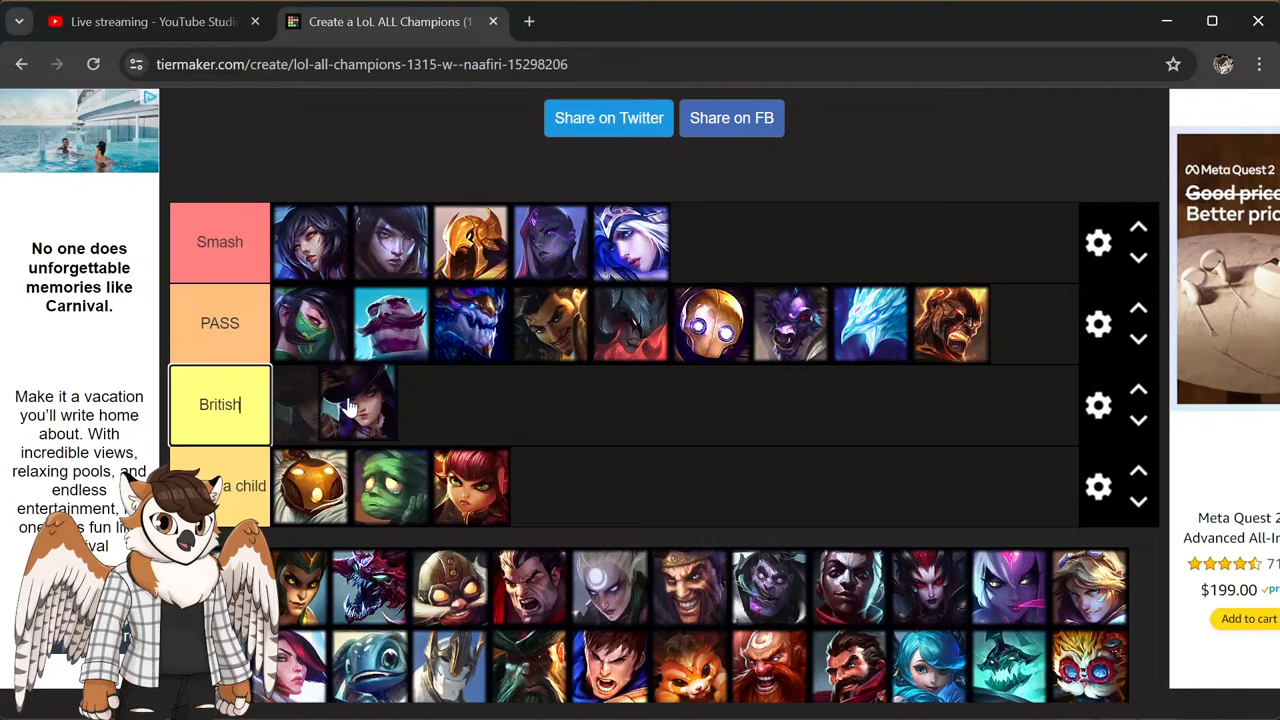 Live streaming - YouTube Studi
Create a LoL ALL Champions (1
tiermaker.com/create/lol-all-champions-1315-w--naafiri-15298206
Share on Twitter
Share on FB
No one does
unforgettable
memories like
Carnival.
Make it a vacation
you'll write home
about. With
incredible views,
relaxing pools, and
endless
entertainment,
Smash
PASS
British
a child
Meta Quest 2
Good price
Better pric
Meta Quest 2
Advanced All-In
71
$199.00
Add to cart